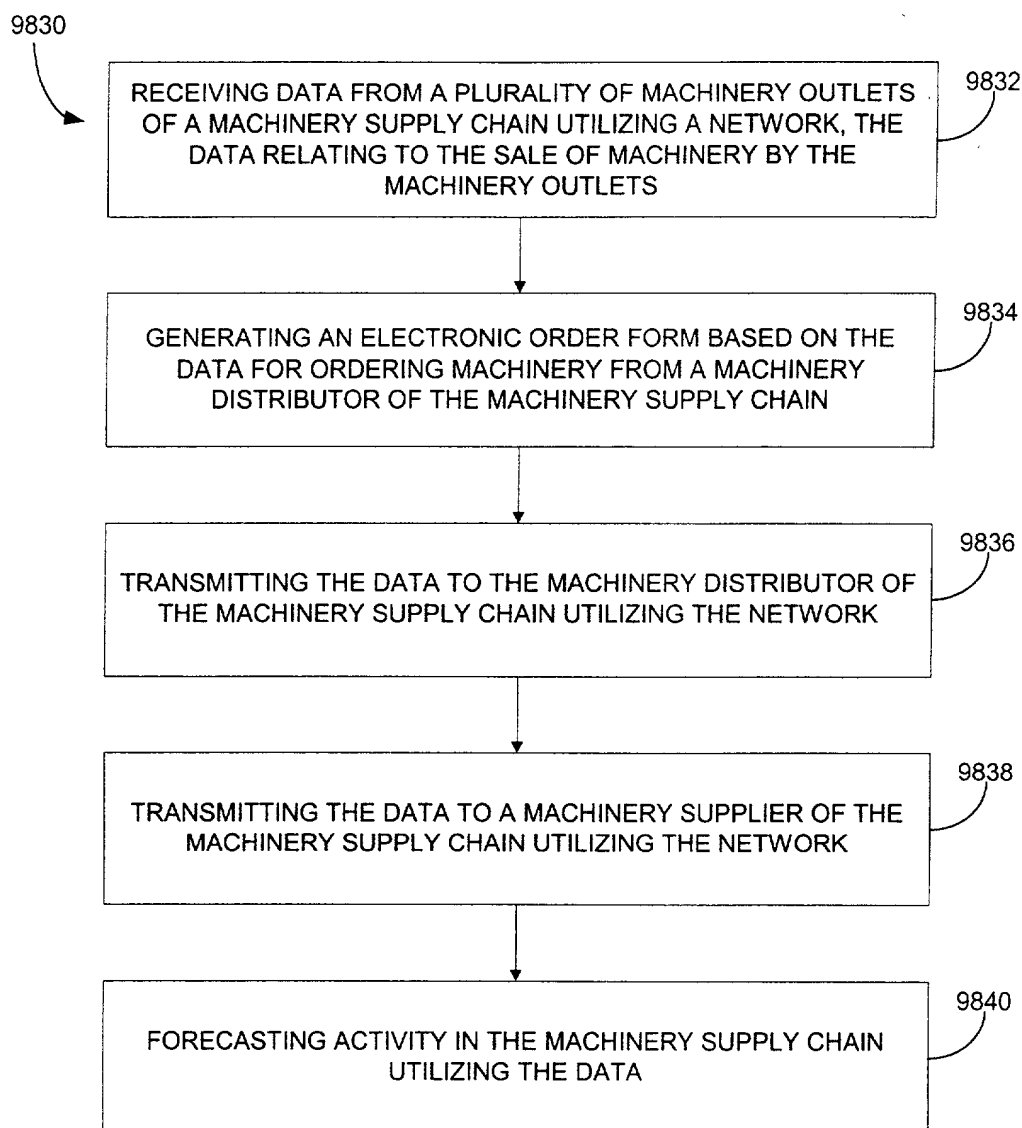 9830
RECEIVING DATA FROM A PLURALITY OF MACHINERY OUTLETS
OF A MACHINERY SUPPLY CHAIN UTILIZING A NETWORK, THE
DATA RELATING TO THE SALE OF MACHINERY BY THE
MACHINERY OUTLETS
9832
GENERATING AN ELECTRONIC ORDER FORM BASED ON THE
DATA FOR ORDERING MACHINERY FROM A MACHINERY
DISTRIBUTOR OF THE MACHINERY SUPPLY CHAIN
9834
TRANSMITTING THE DATA TO THE MACHINERY DISTRIBUTOR OF
THE MACHINERY SUPPLY CHAIN UTILIZING THE NETWORK
9836
TRANSMITTING THE DATA TO A MACHINERY SUPPLIER OF THE
MACHINERY SUPPLY CHAIN UTILIZING THE NETWORK
9838
FORECASTING ACTIVITY IN THE MACHINERY SUPPLY CHAIN
UTILIZING THE DATA
9840